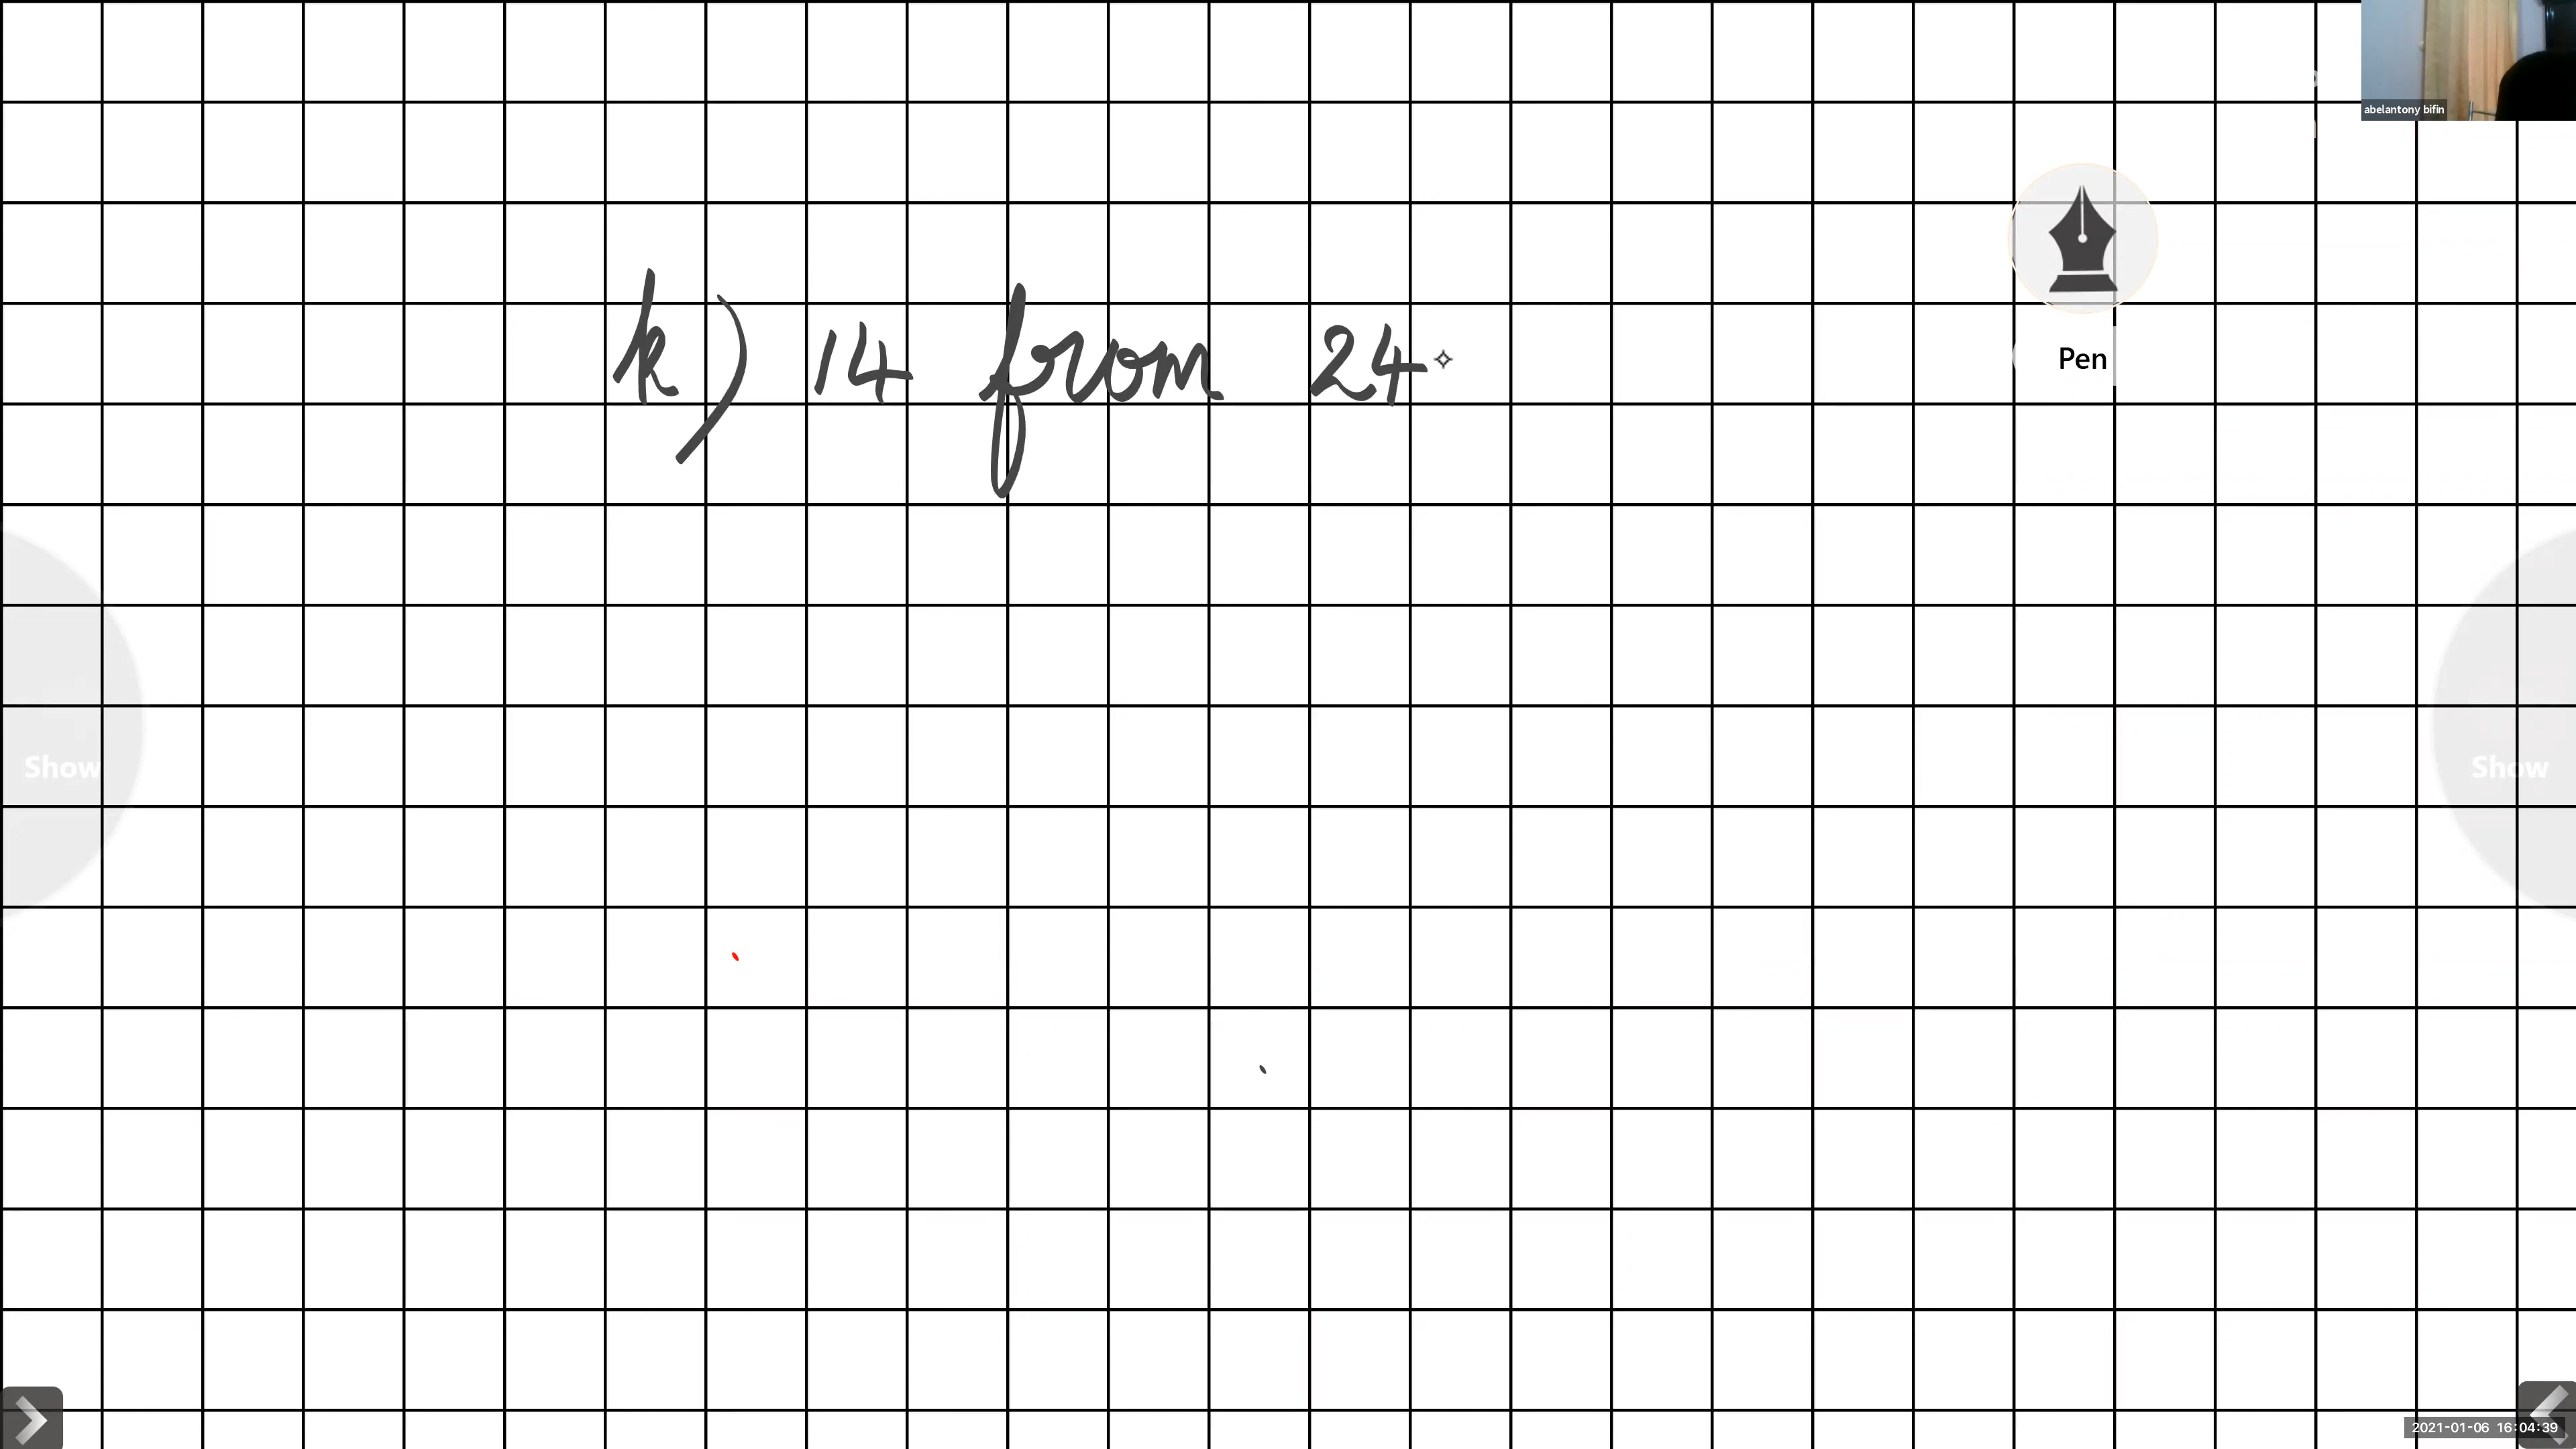 abelantony bifin
k) 14 from 24
Pen
Show
Show
2021-01-06 16:04:39